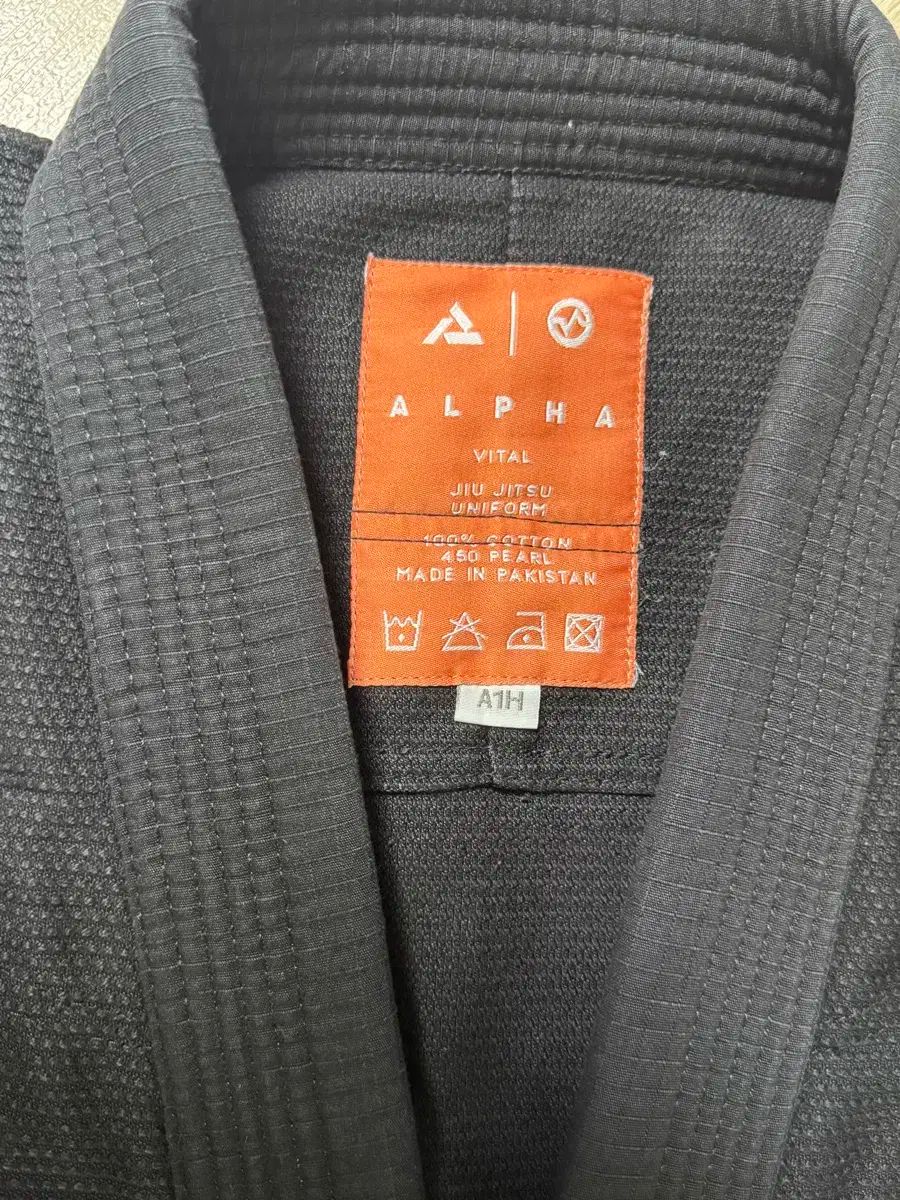 ALPHA
VITAL
JIU JITSU
UNIFORM
100% COTTON
450 PEARL
MADE IN PAKISTAN
A1H